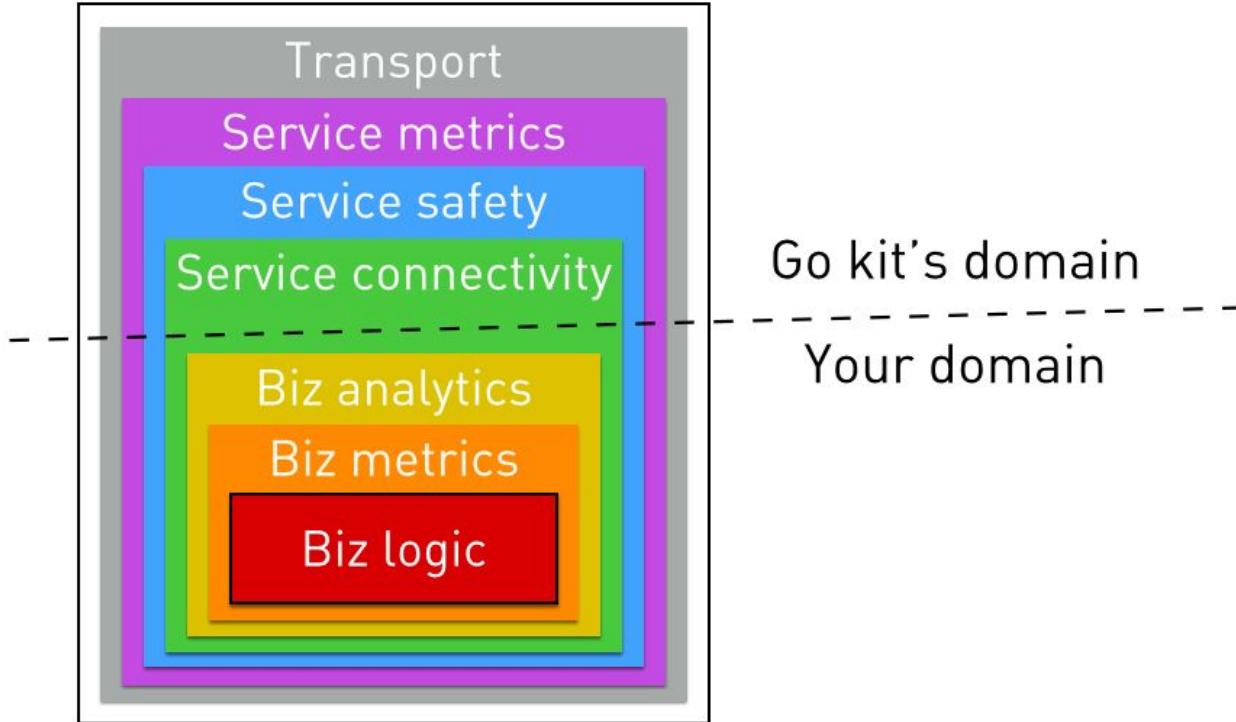 Transport
Service metrics
Service safety
Service connectivity
Go kit’s domain
Your domain
Biz analytics
Biz metrics
Biz logic